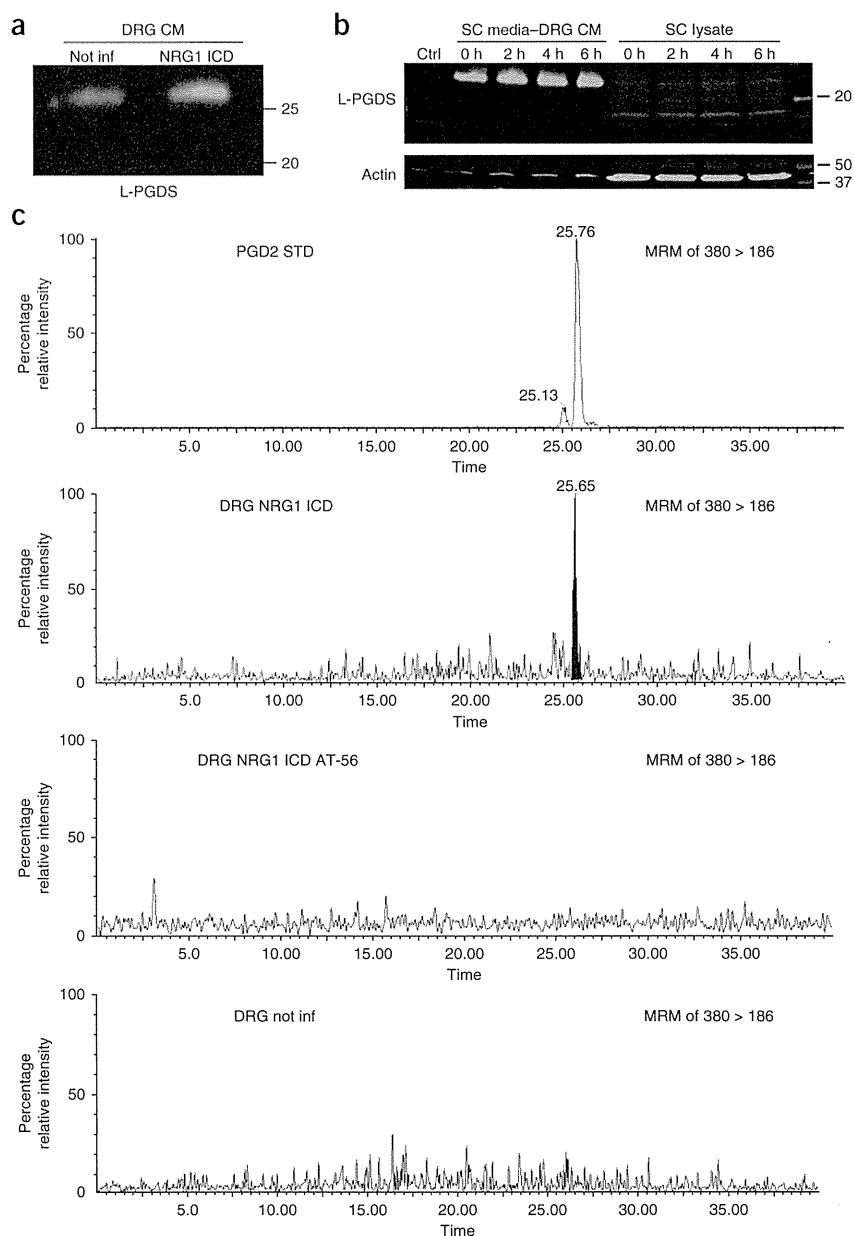 a
DRG CM
Not inf NRG1 ICD
25
20
L-PGDS
b
SC media–DRG CM SC lysate
Ctrl 0 h 2 h 4 h 6 h 0 h 2 h 4 h 6 h
L-PGDS
20
Actin
50
37
c
PGD2 STD
MRM of 380 > 186
25.76
25.13
Percentage
relative intensity
100
50
0
5.0 10.00 15.00 20.00 25.00 30.00 35.00
Time
DRG NRG1 ICD
MRM of 380 > 186
25.65
Percentage
relative intensity
100
50
0
5.0 10.00 15.00 20.00 25.00 30.00 35.00
Time
DRG NRG1 ICD AT-56
MRM of 380 > 186
Percentage
relative intensity
100
50
0
5.00 10.00 15.00 20.00 25.00 30.00 35.00
Time
DRG not inf
MRM of 380 > 186
Percentage
relative intensity
100
50
0
5.00 10.00 15.00 20.00 25.00 30.00 35.00
Time